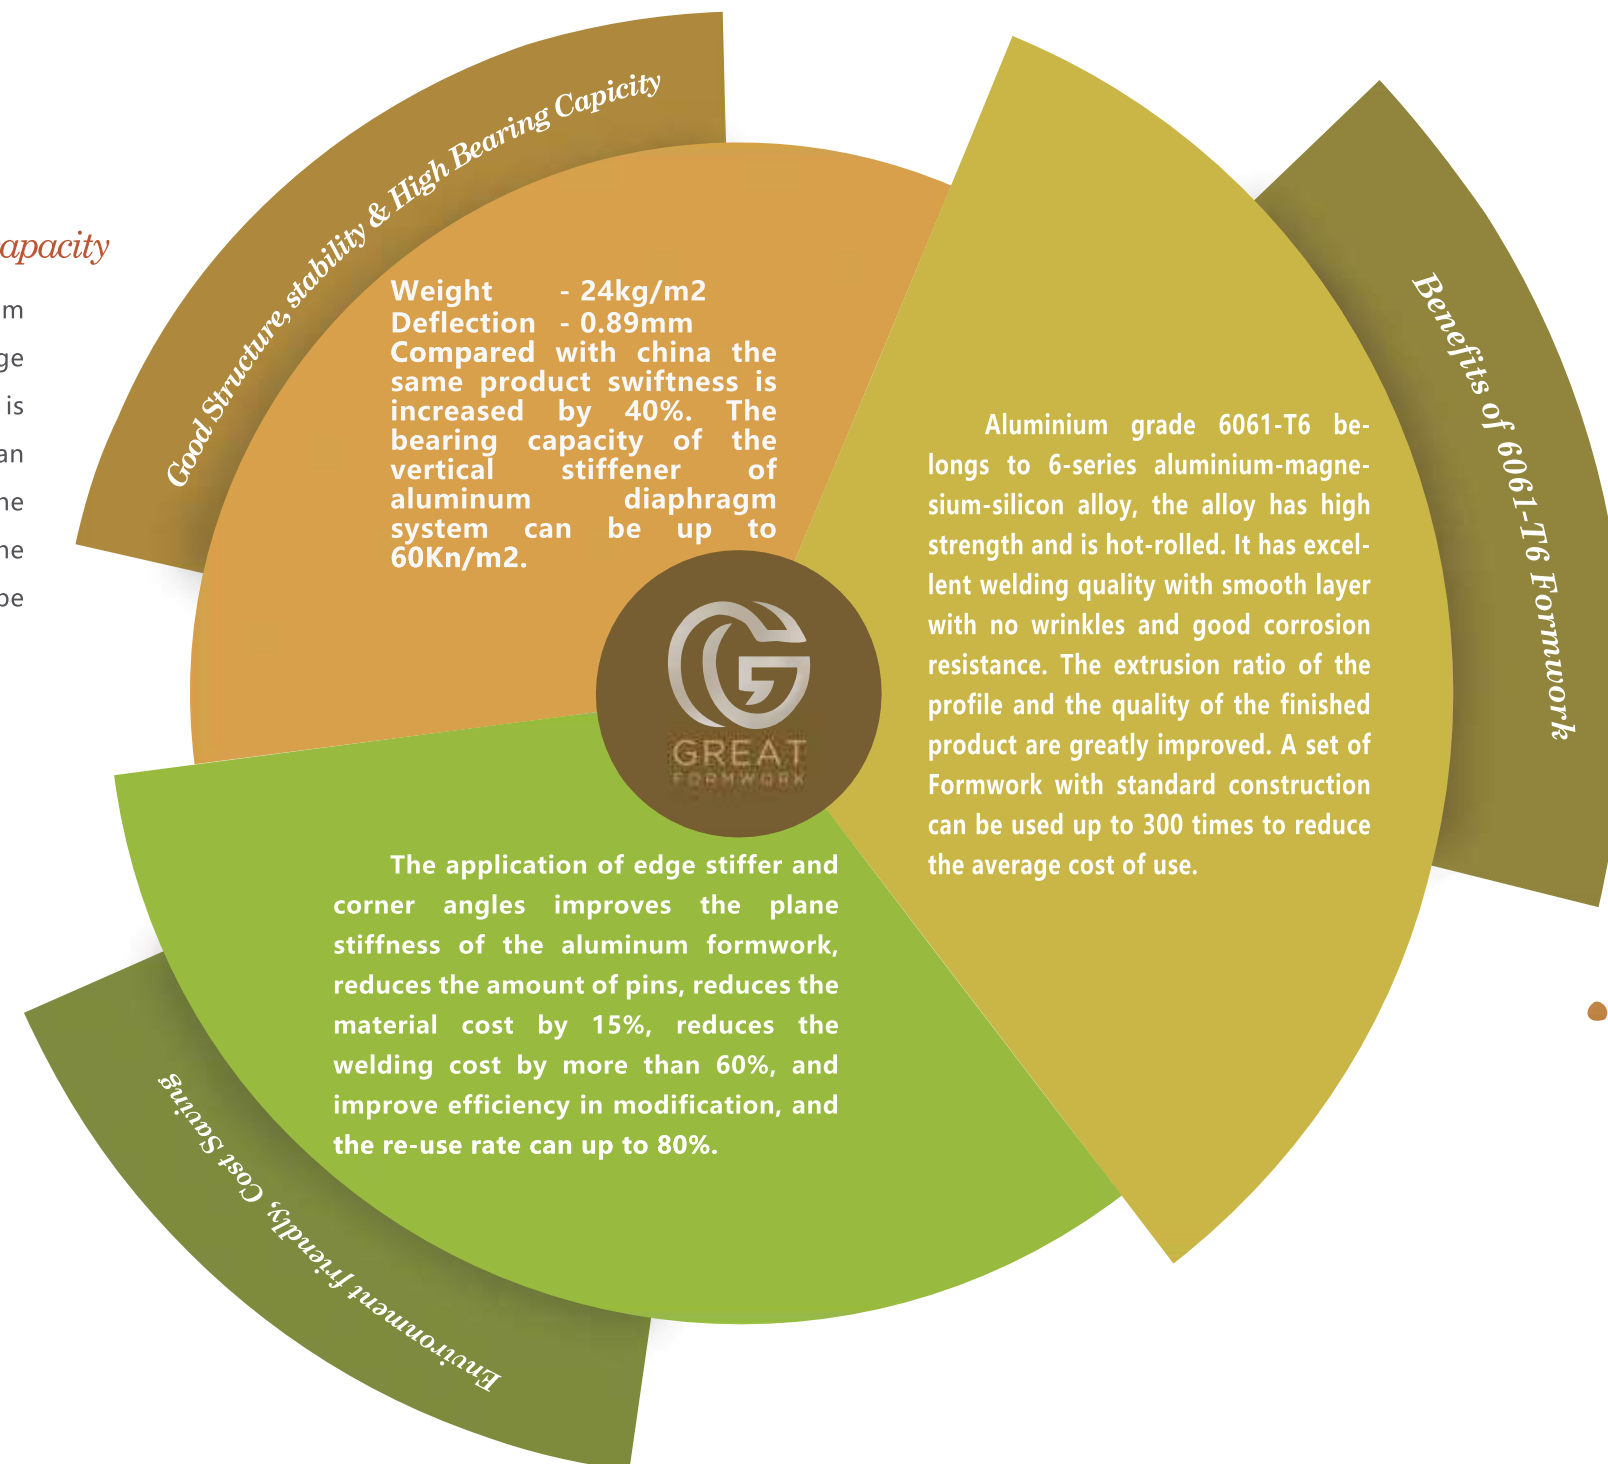 apacity
m
ge
is
an
ne
ne
be
Good Structure, stability & High Bearing Capicity
Weight - 24kg/m2
Deflection - 0.89mm
Compared with china the
same product swiftness is
increased by 40%. The
bearing capacity of the
vertical stiffener of
aluminum diaphragm
system can be up to
60Kn/m2.
Benefits of 6061-T6 Formwork
Aluminium grade 6061-T6 be-
longs to 6-series aluminium-magne-
sium-silicon alloy, the alloy has high
strength and is hot-rolled. It has excel-
lent welding quality with smooth layer
with no wrinkles and good corrosion
resistance. The extrusion ratio of the
profile and the quality of the finished
product are greatly improved. A set of
Formwork with standard construction
can be used up to 300 times to reduce
the average cost of use.
GREAT
FORMWORK
The application of edge stiffer and
corner angles improves the plane
stiffness of the aluminum formwork,
reduces the amount of pins, reduces the
material cost by 15%, reduces the
welding cost by more than 60%, and
improve efficiency in modification, and
the re-use rate can up to 80%.
Environment friendly, Cost Saving